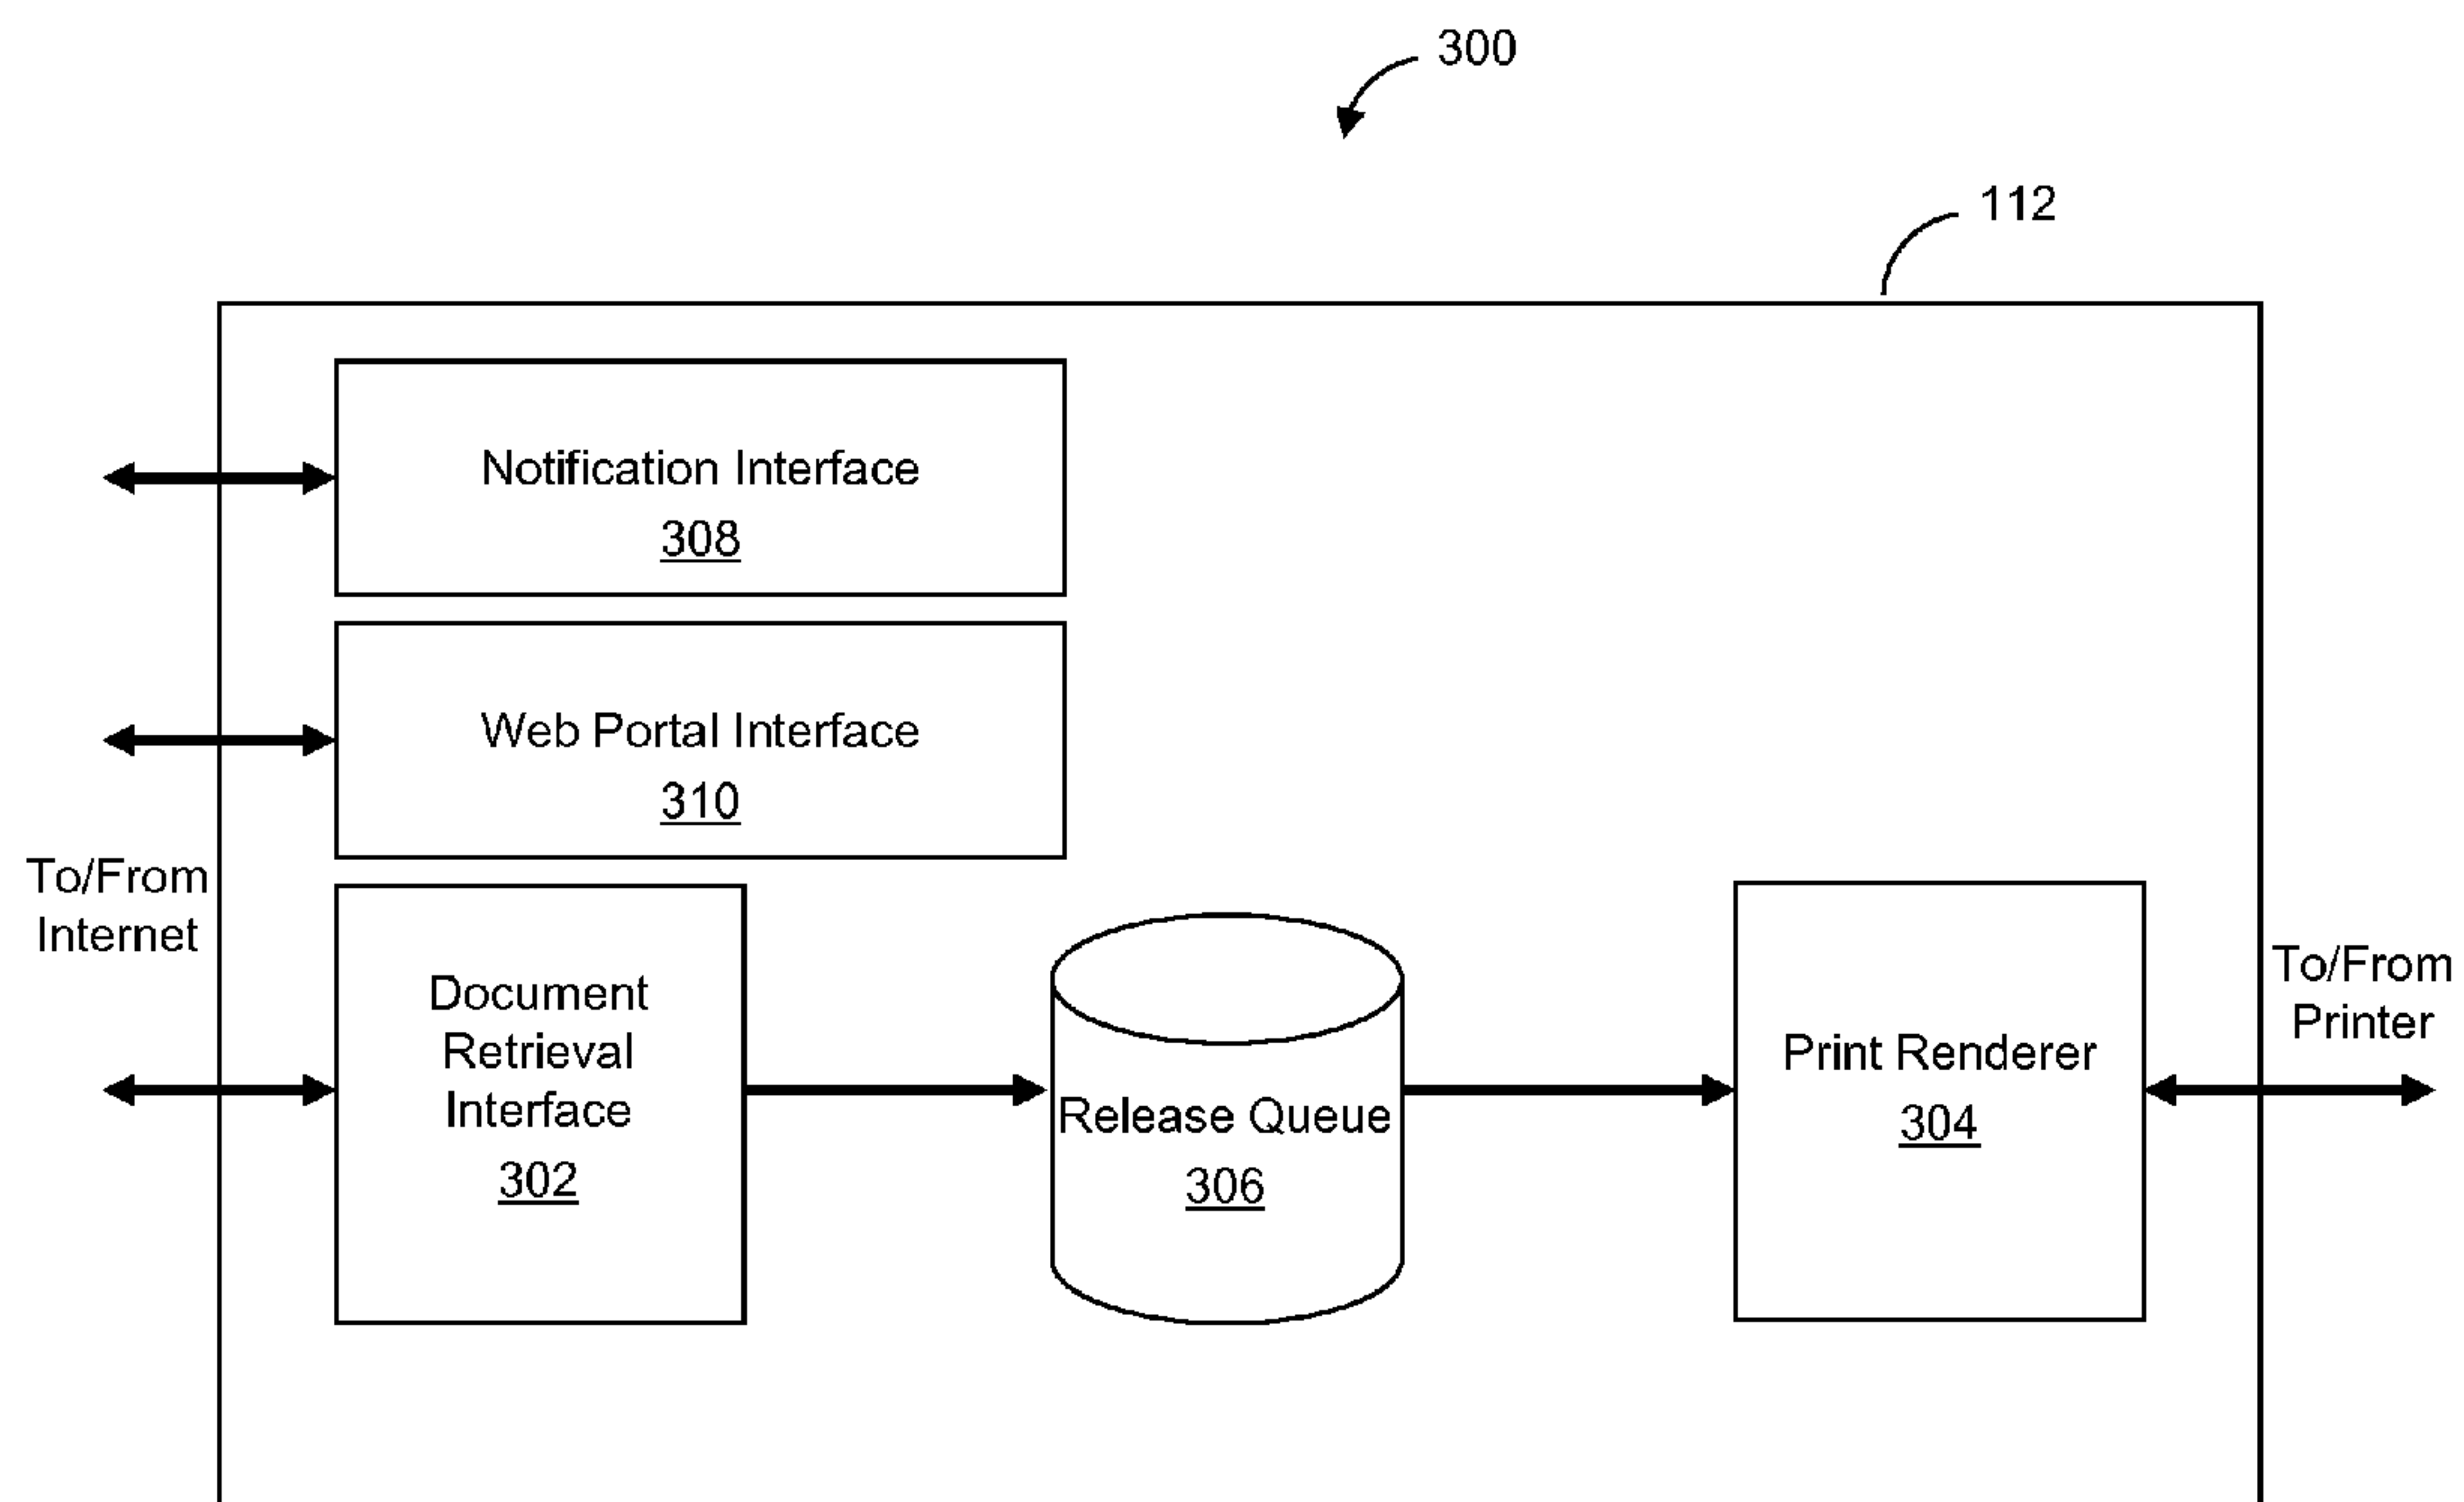 300
112
Notification Interface
308
Web Portal Interface
310
To/From
Internet
Document
Retrieval
Interface
302
Release Queue
306
Print Renderer
304
To/From
Printer